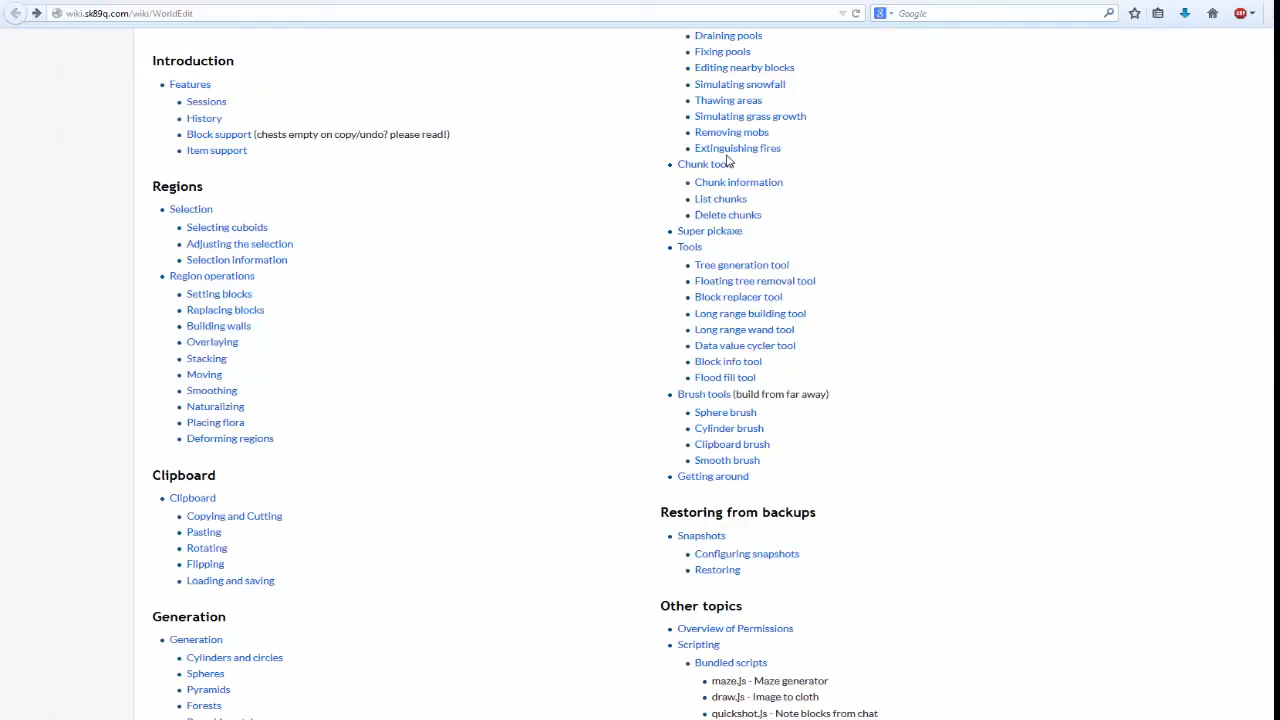 wiki.sk89q.com/wiki/WorldEdit
Google
Introduction
Features
Sessions
History
Block support (chests empty on copy/undo? please read!)
Item support
Regions
Selection
Selecting cuboids
Adjusting the selection
Selection information
Region operations
Setting blocks
Replacing blocks
Building walls
Overlaying
Stacking
Moving
Smoothing
Naturalizing
Placing flora
Deforming regions
Clipboard
Clipboard
Copying and Cutting
Pasting
Rotating
Flipping
Loading and saving
Generation
Generation
Cylinders and circles
Spheres
Pyramids
Forests
Draining pools
Fixing pools
Editing nearby blocks
Simulating snowfall
Thawing areas
Simulating grass growth
Removing mobs
Extinguishing fires
Chunk tools
Chunk information
List chunks
Delete chunks
Super pickaxe
Tools
Tree generation tool
Floating tree removal tool
Block replacer tool
Long range building tool
Long range wand tool
Data value cycler tool
Block info tool
Flood fill tool
Brush tools (build from far away)
Sphere brush
Cylinder brush
Clipboard brush
Smooth brush
Getting around
Restoring from backups
Snapshots
Configuring snapshots
Restoring
Other topics
Overview of Permissions
Scripting
Bundled scripts
maze.js - Maze generator
draw.js - Image to cloth
quickshot.js - Note blocks from chat